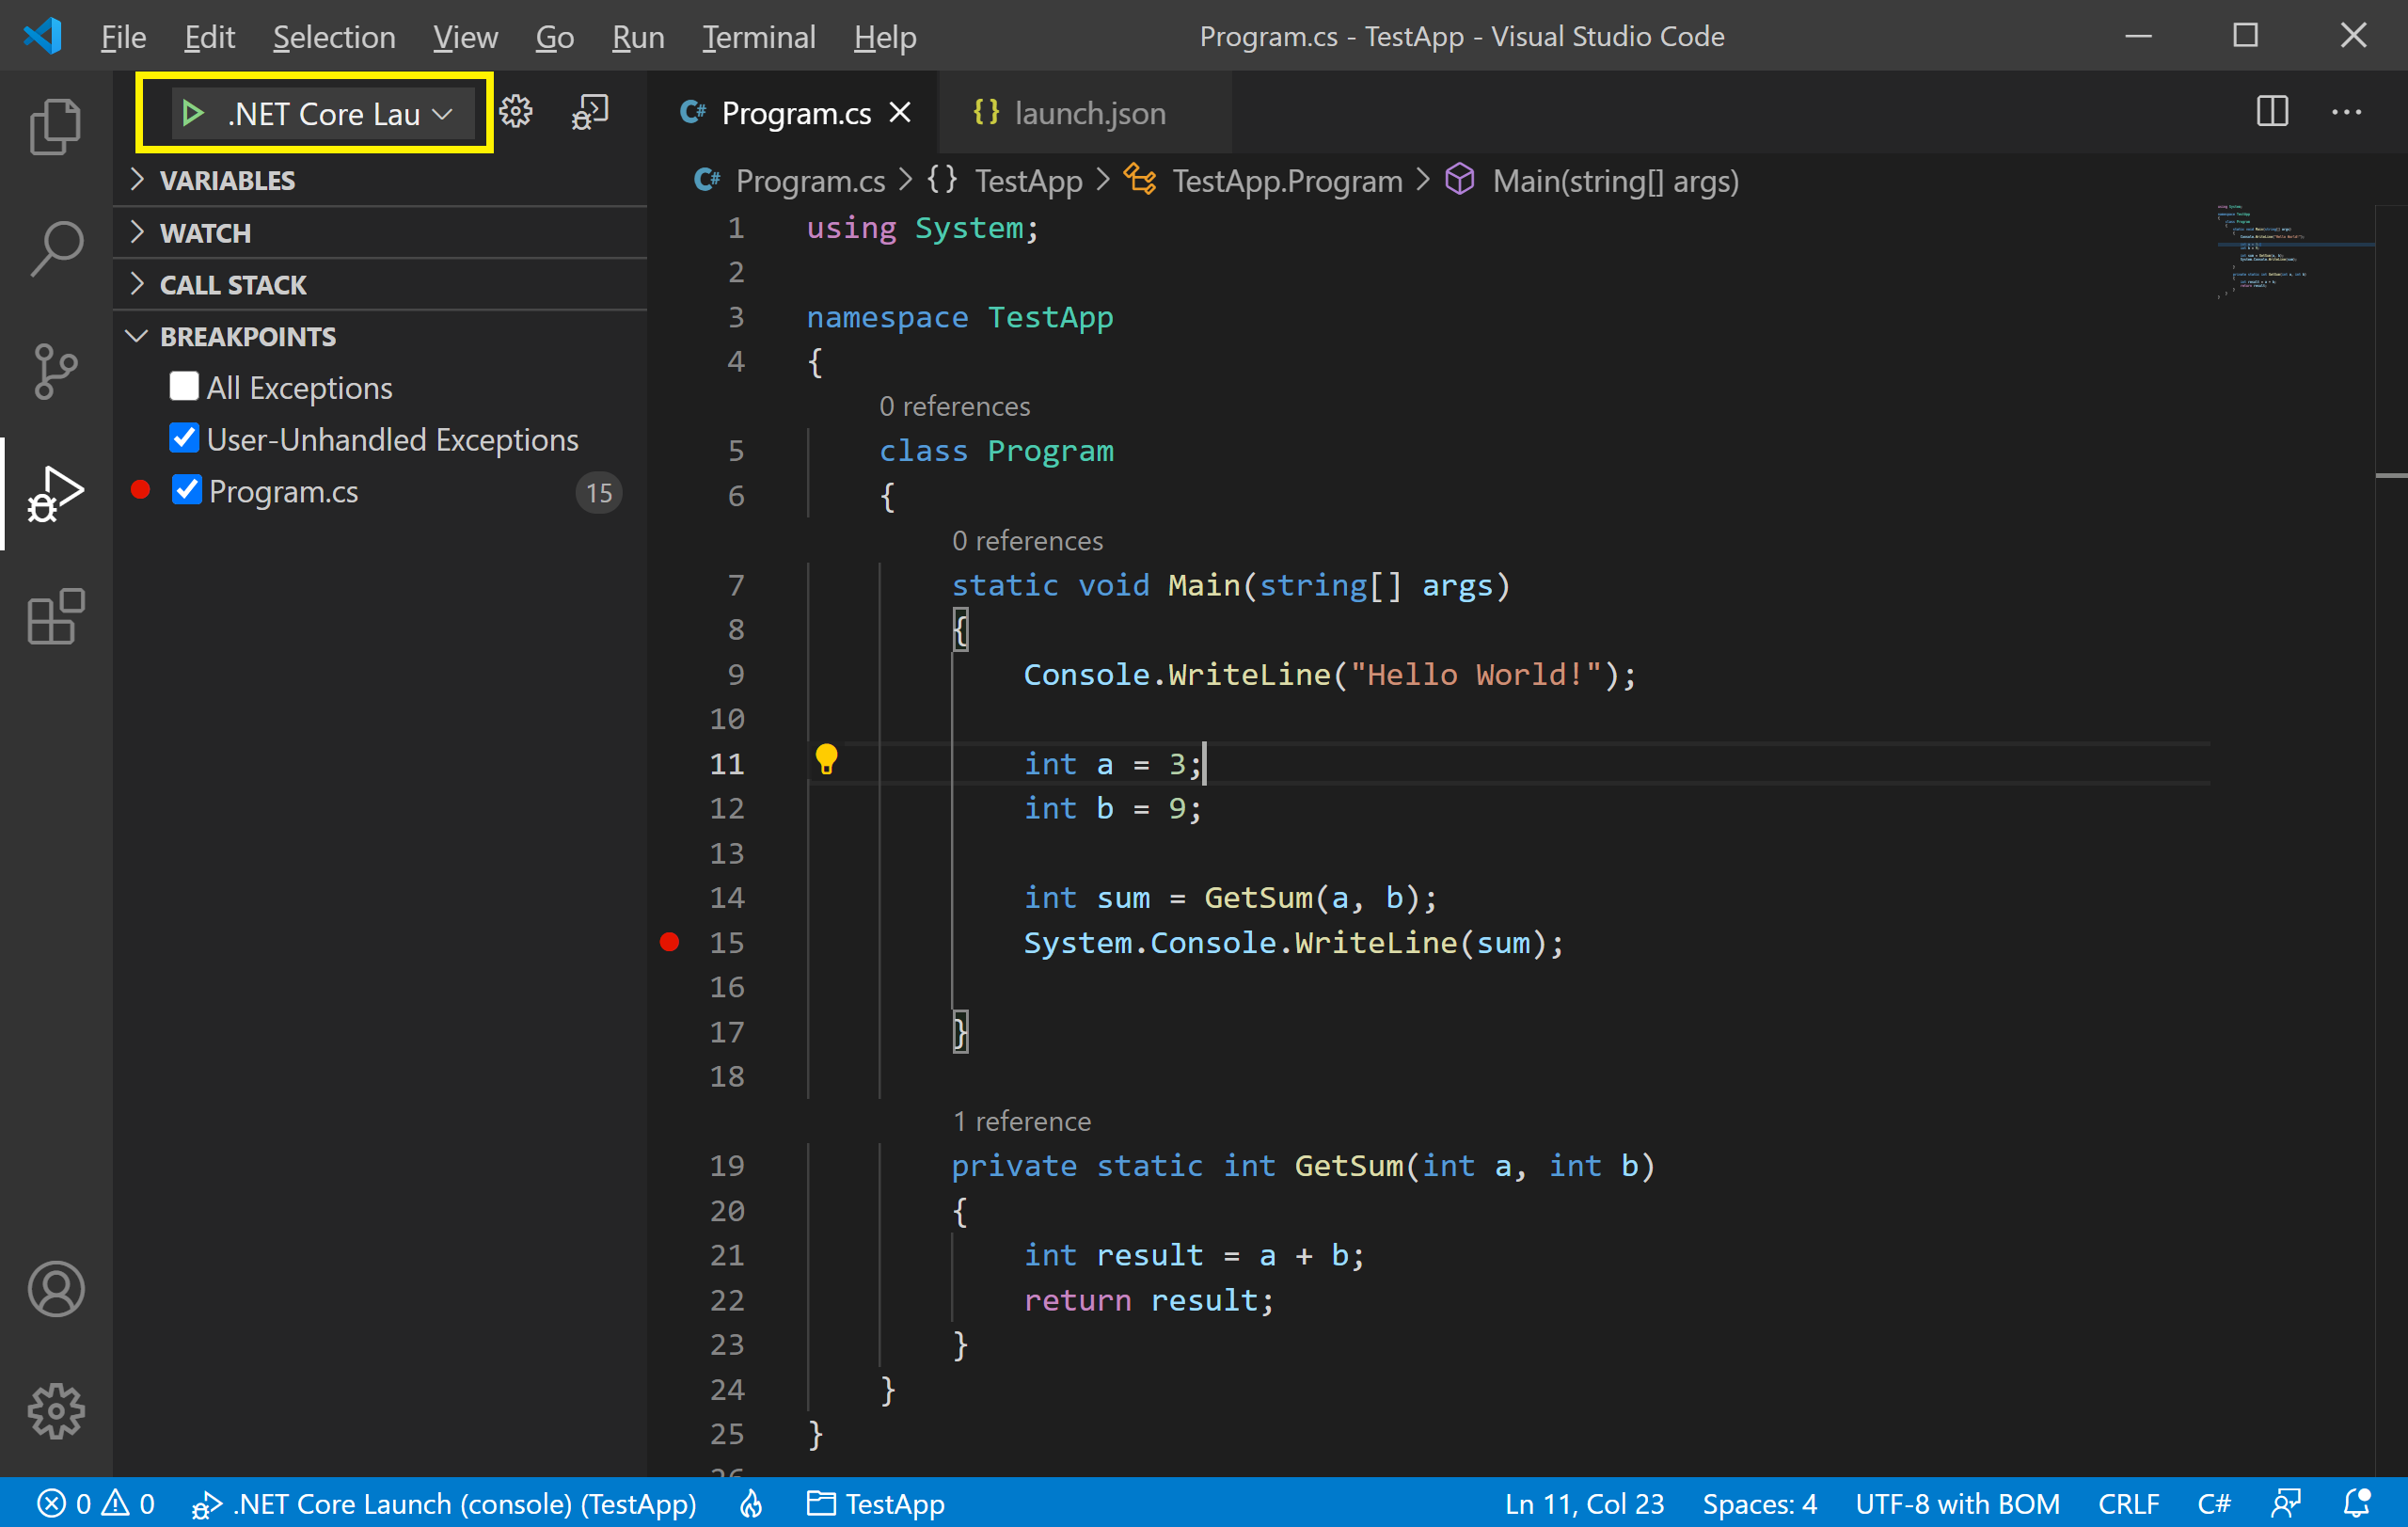 File Edit Selection View Go Run Terminal Help Program.cs - TestApp - Visual Studio Code
.NET Core Lau
C# Program.cs {} launch.json
VARIABLES
WATCH
CALL STACK
BREAKPOINTS
All Exceptions
User-Unhandled Exceptions
Program.cs 15
C# Program.cs > {} TestApp > TestApp.Program > Main(string[] args)
1 using System;
2
3 namespace TestApp
4 {
0 references
5 class Program
6 {
0 references
7 static void Main(string[] args)
8 {
9 Console.WriteLine("Hello World!");
10
11 int a = 3;
12 int b = 9;
13
14 int sum = GetSum(a, b);
15 System.Console.WriteLine(sum);
16
17 }
18
1 reference
19 private static int GetSum(int a, int b)
20 {
21 int result = a + b;
22 return result;
23 }
24 }
25 }
0 0 .NET Core Launch (console) (TestApp) TestApp Ln 11, Col 23 Spaces: 4 UTF-8 with BOM CRLF C#